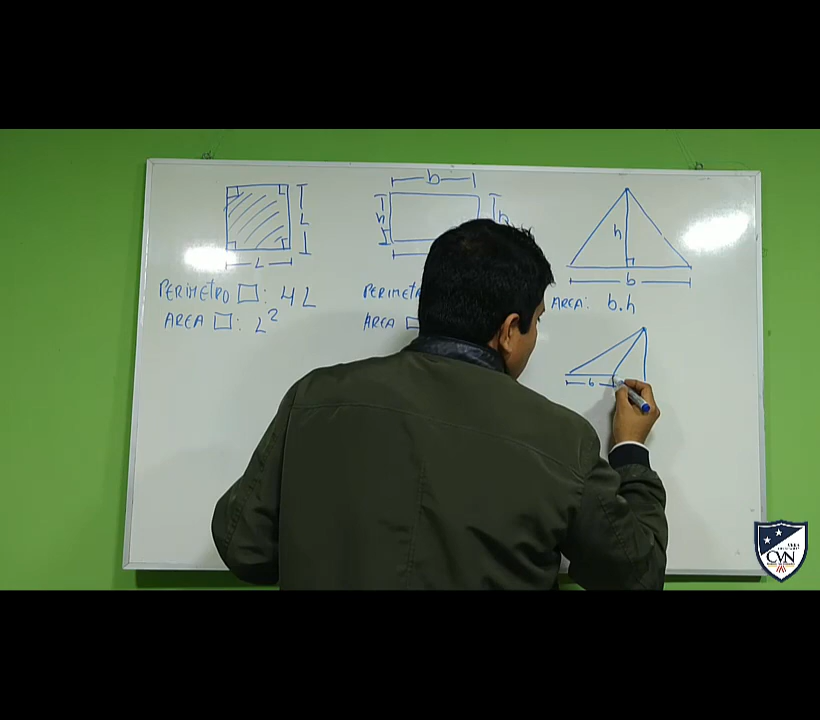 L
L
PERIMETRO □: 4L
AREA □: L²
b
h
h
PERIMETR
AREA □
h
b
AREA: b.h
b
CVN